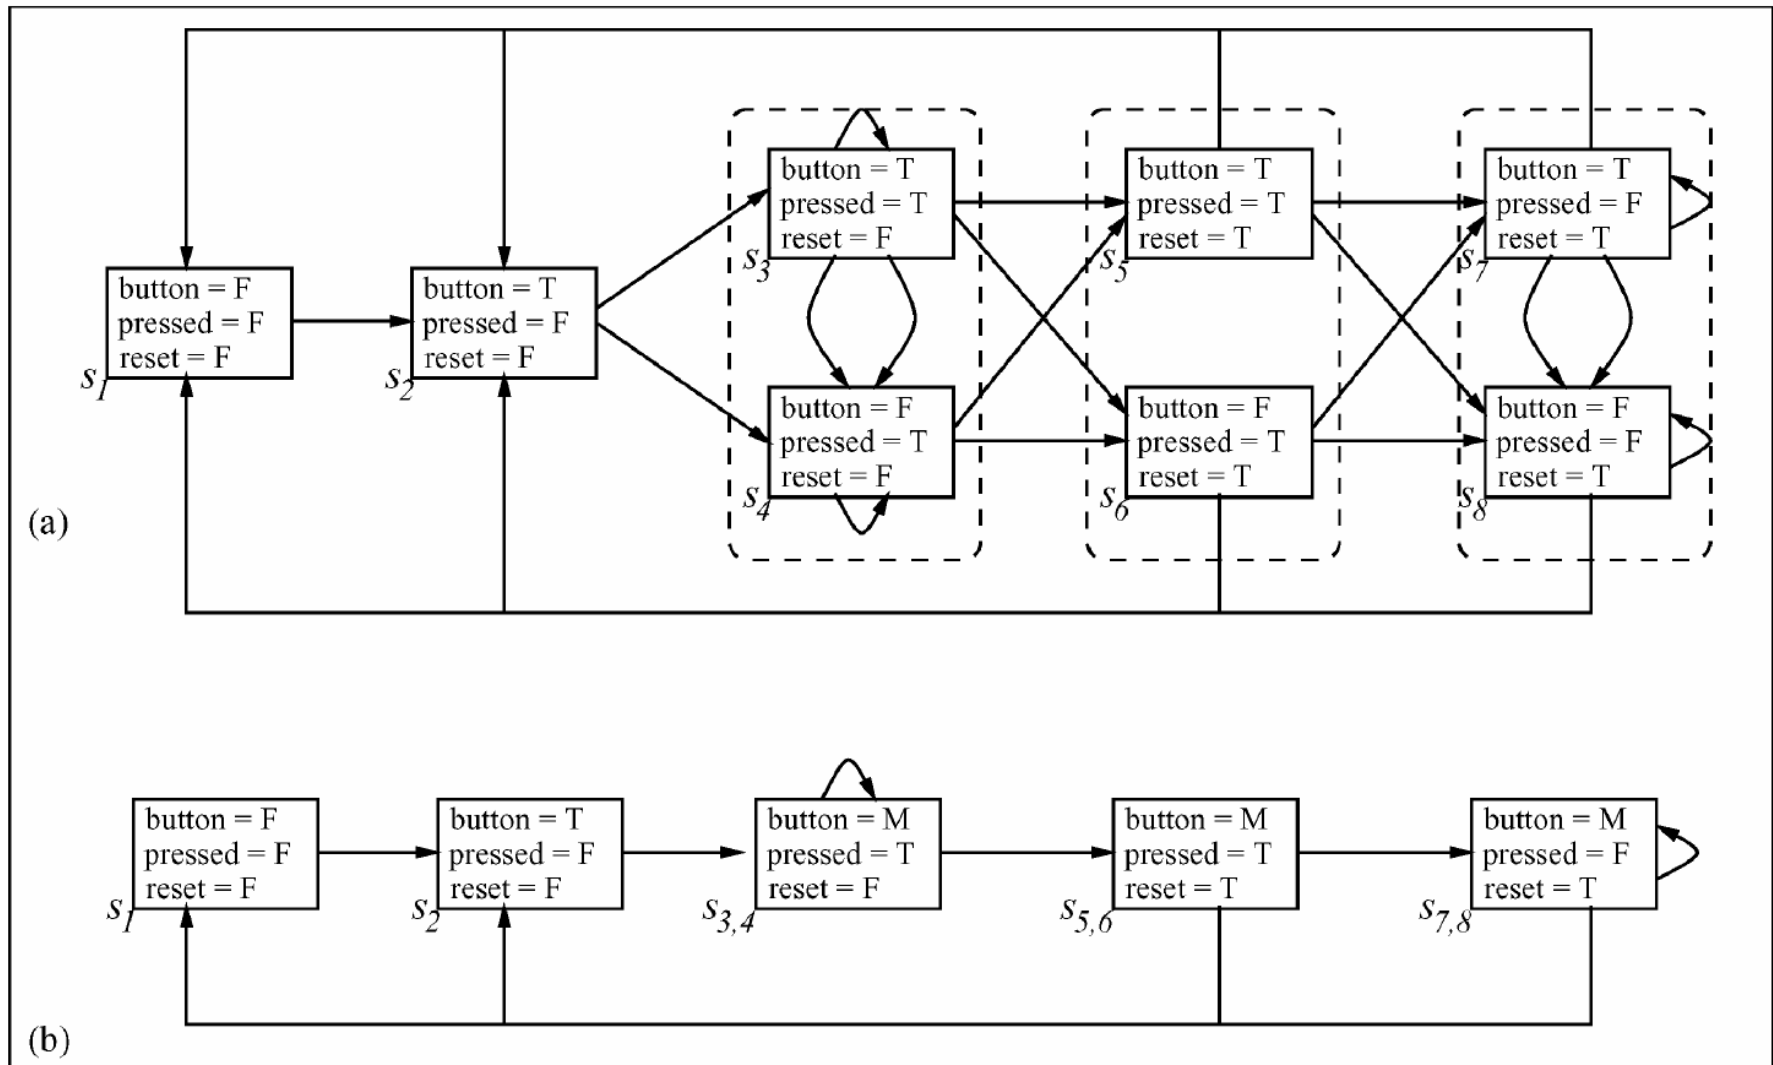 button = F
pressed = F
reset = F
s1
button = T
pressed = F
reset = F
s2
button = T
pressed = T
reset = F
s3
button = F
pressed = T
reset = F
s4
button = T
pressed = T
reset = T
s5
button = F
pressed = T
reset = T
s6
button = T
pressed = F
reset = T
s7
button = F
pressed = F
reset = T
s8
(a)
button = F
pressed = F
reset = F
s1
button = T
pressed = F
reset = F
s2
button = M
pressed = T
reset = F
s3,4
button = M
pressed = T
reset = T
s5,6
button = M
pressed = F
reset = T
s7,8
(b)